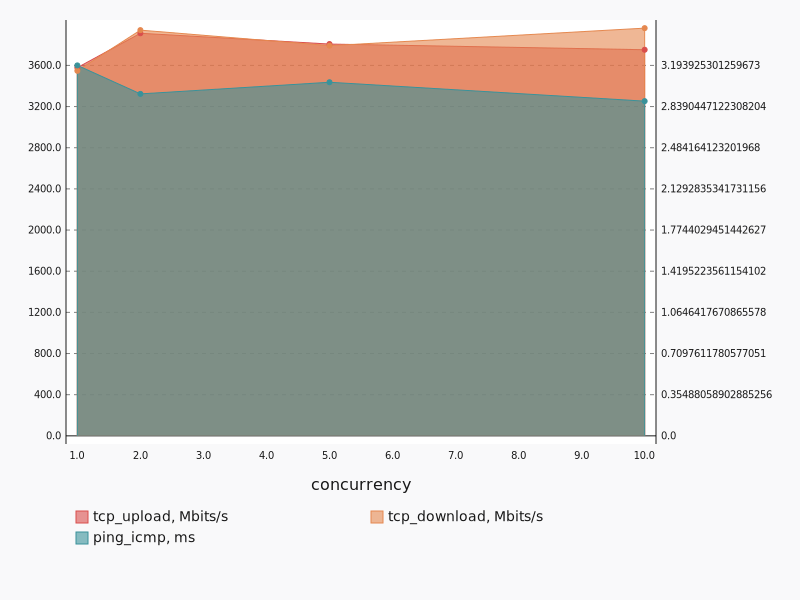 3600.0 3.193925301259673
3200.0 2.8390447122308204
2800.0 2.484164123201968
2400.0 2.1292835341731156
2000.0 1.7744029451442627
1600.0 1.4195223561154102
1200.0 1.0646417670865578
800.0 0.7097611780577051
400.0 0.35488058902885256
0.0 0.0
1.0 2.0 3.0 4.0 5.0 6.0 7.0 8.0 9.0 10.0
concurrency
tcp_upload, Mbits/s tcp_download, Mbits/s
ping_icmp, ms